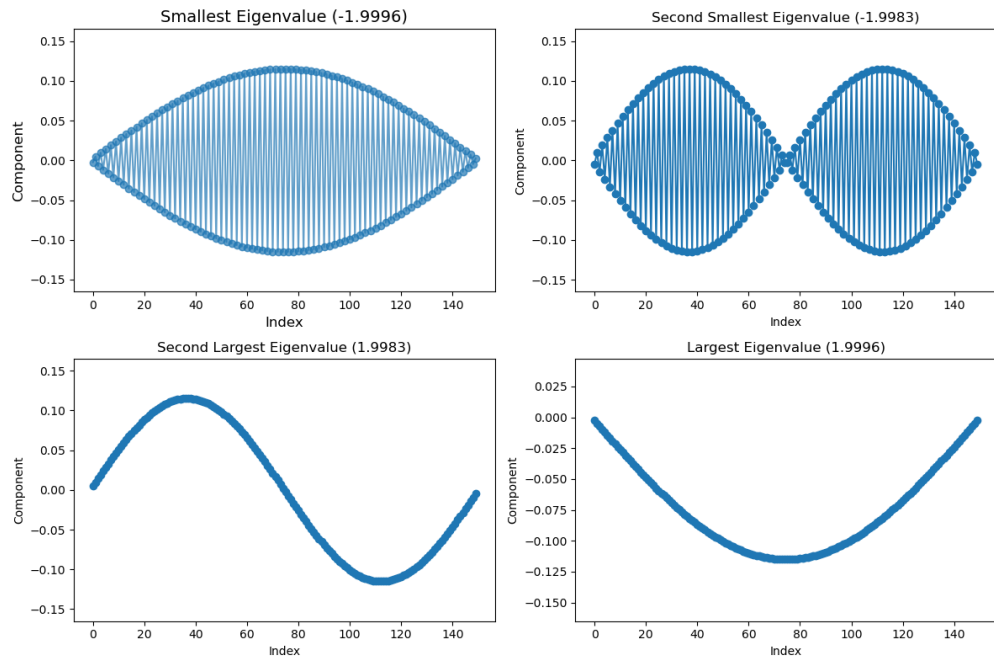 Smallest Eigenvalue (-1.9996)
0.15
0.10
0.05
0.00
−0.05
−0.10
−0.15
Component
0 20 40 60 80 100 120 140
Index
Second Smallest Eigenvalue (-1.9983)
0.15
0.10
0.05
0.00
−0.05
−0.10
−0.15
Component
0 20 40 60 80 100 120 140
Index
Second Largest Eigenvalue (1.9983)
0.15
0.10
0.05
0.00
−0.05
−0.10
−0.15
Component
0 20 40 60 80 100 120 140
Index
Largest Eigenvalue (1.9996)
0.025
0.000
−0.025
−0.050
−0.075
−0.100
−0.125
−0.150
Component
0 20 40 60 80 100 120 140
Index